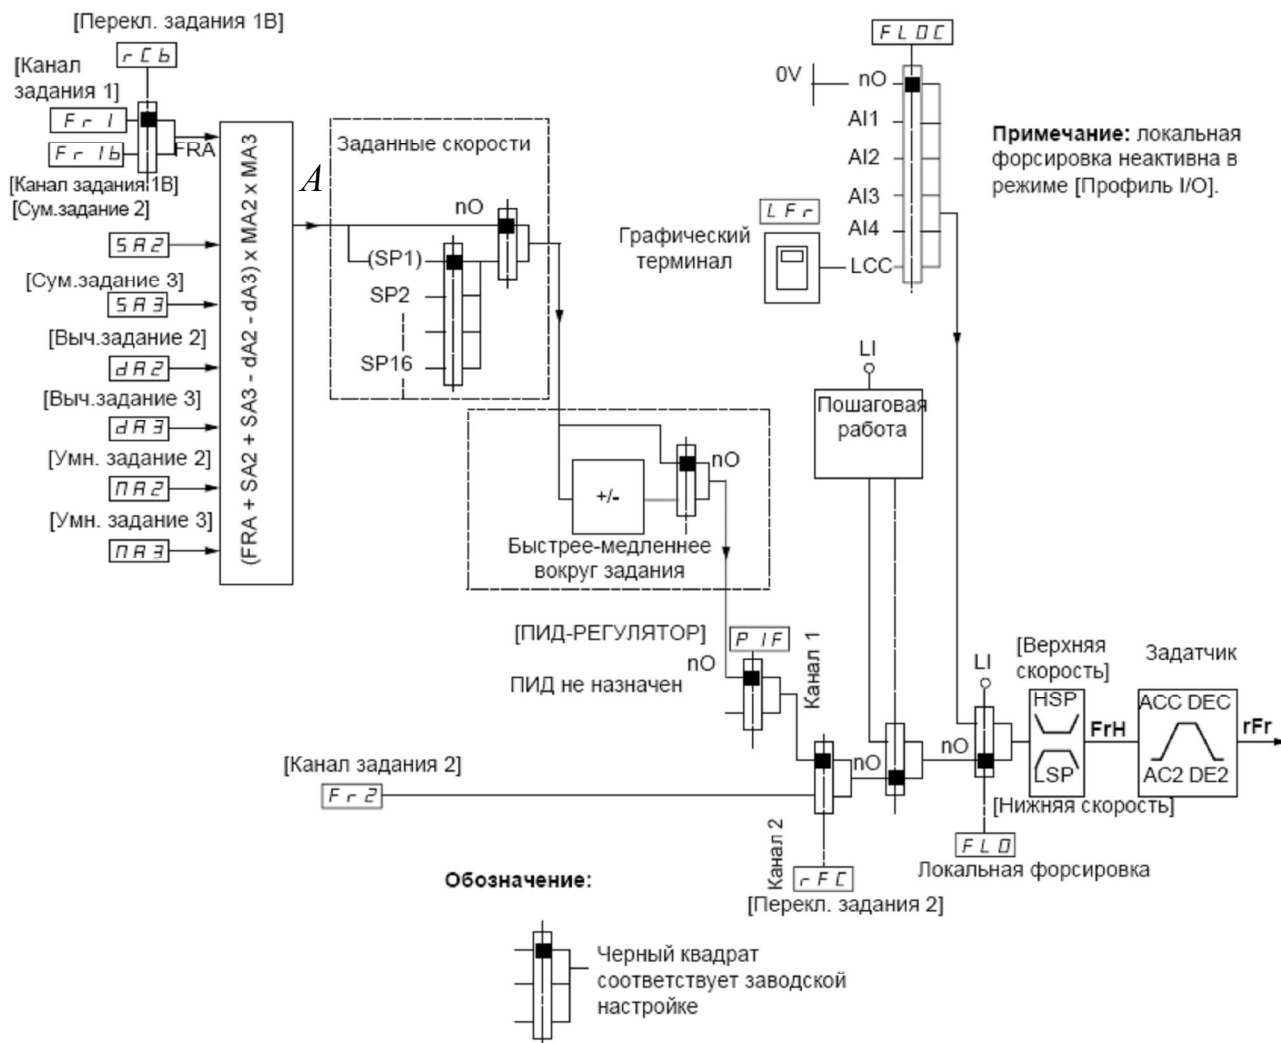 [Перекл. задания 1B]
rCb
[Канал
задания 1]
Fr1
Fr1b
FRA
[Канал задания 1B]
[Сум.задание 2]
SA2
[Сум.задание 3]
SA3
[Выч.задание 2]
dA2
[Выч.задание 3]
dA3
[Умн. задание 2]
MA2
[Умн. задание 3]
MA3
(FRA + SA2 + SA3 - dA2 - dA3) x MA2 x MA3
A
Заданные скорости
nO
(SP1)
SP2
SP16
nO
+/-
Быстрее-медленнее
вокруг задания
FLOC
0V
nO
AI1
AI2
AI3
AI4
LCC
LFr
Графический
терминал
Примечание: локальная
форсировка неактивна в
режиме [Профиль I/O].
LI
Пошаговая
работа
[ПИД-РЕГУЛЯТОР]
PIF
nO
ПИД не назначен
Канал 1
[Канал задания 2]
Fr2
Канал 2
nO
rFC
[Перекл. задания 2]
nO
LI
FLO
Локальная форсировка
[Верхняя
скорость]
HSP
LSP
[Нижняя скорость]
FrH
Задатчик
ACC DEC
AC2 DE2
rFr
Обозначение:
Черный квадрат
соответствует заводской
настройке